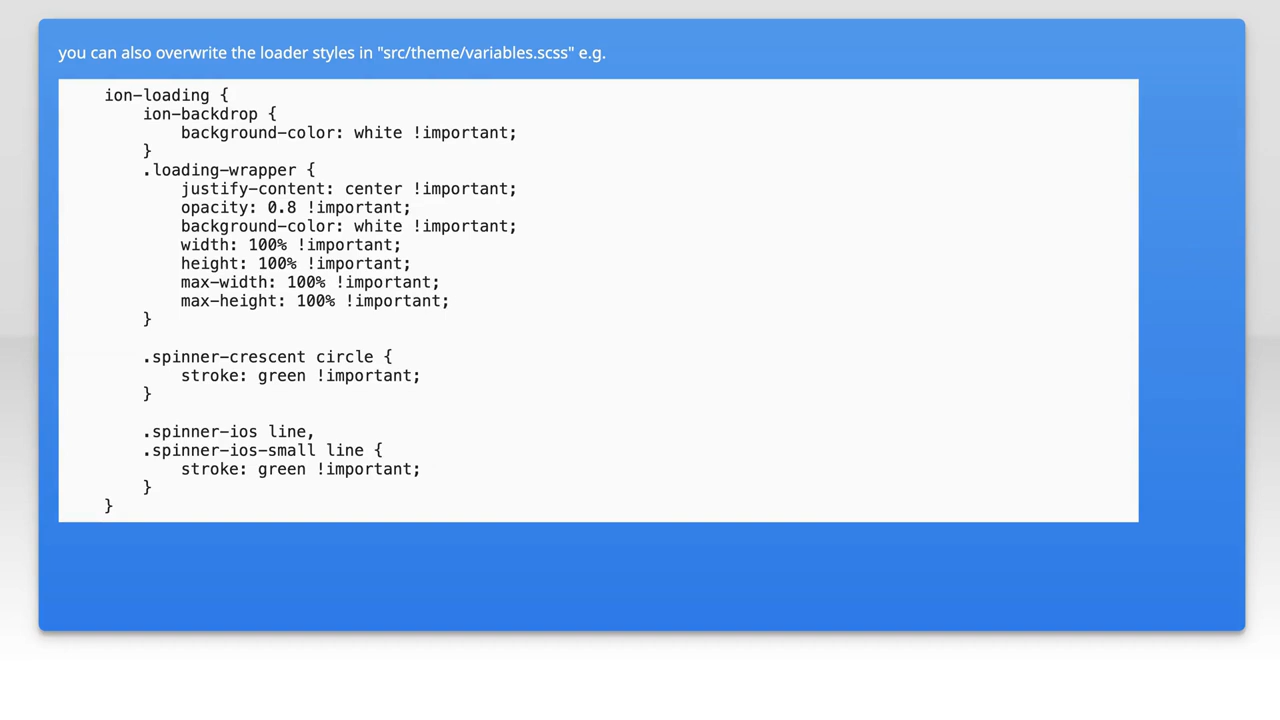 you can also overwrite the loader styles in "src/theme/variables.scss" e.g.
ion-loading {
    ion-backdrop {
        background-color: white !important;
    }
    .loading-wrapper {
        justify-content: center !important;
        opacity: 0.8 !important;
        background-color: white !important;
        width: 100% !important;
        height: 100% !important;
        max-width: 100% !important;
        max-height: 100% !important;
    }

    .spinner-crescent circle {
        stroke: green !important;
    }

    .spinner-ios line,
    .spinner-ios-small line {
        stroke: green !important;
    }
}